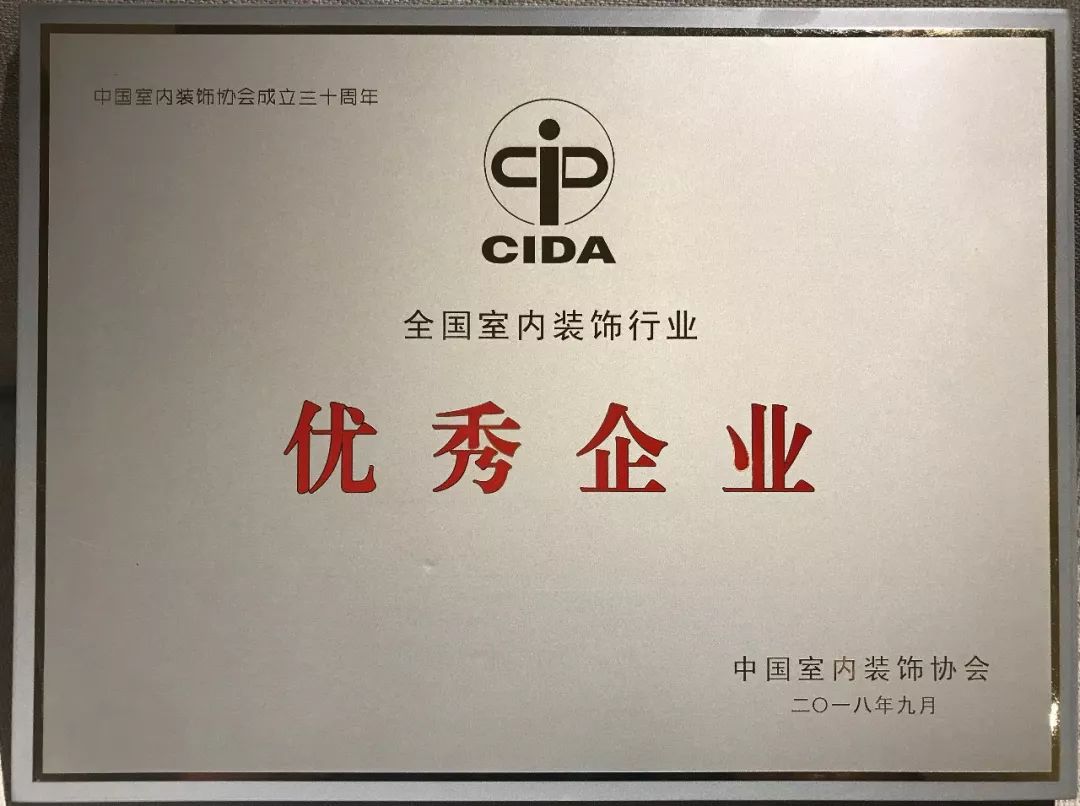 中国室内装饰协会成立三十周年
CIDA
全国室内装饰行业
优秀企业
中国室内装饰协会
二〇一八年九月